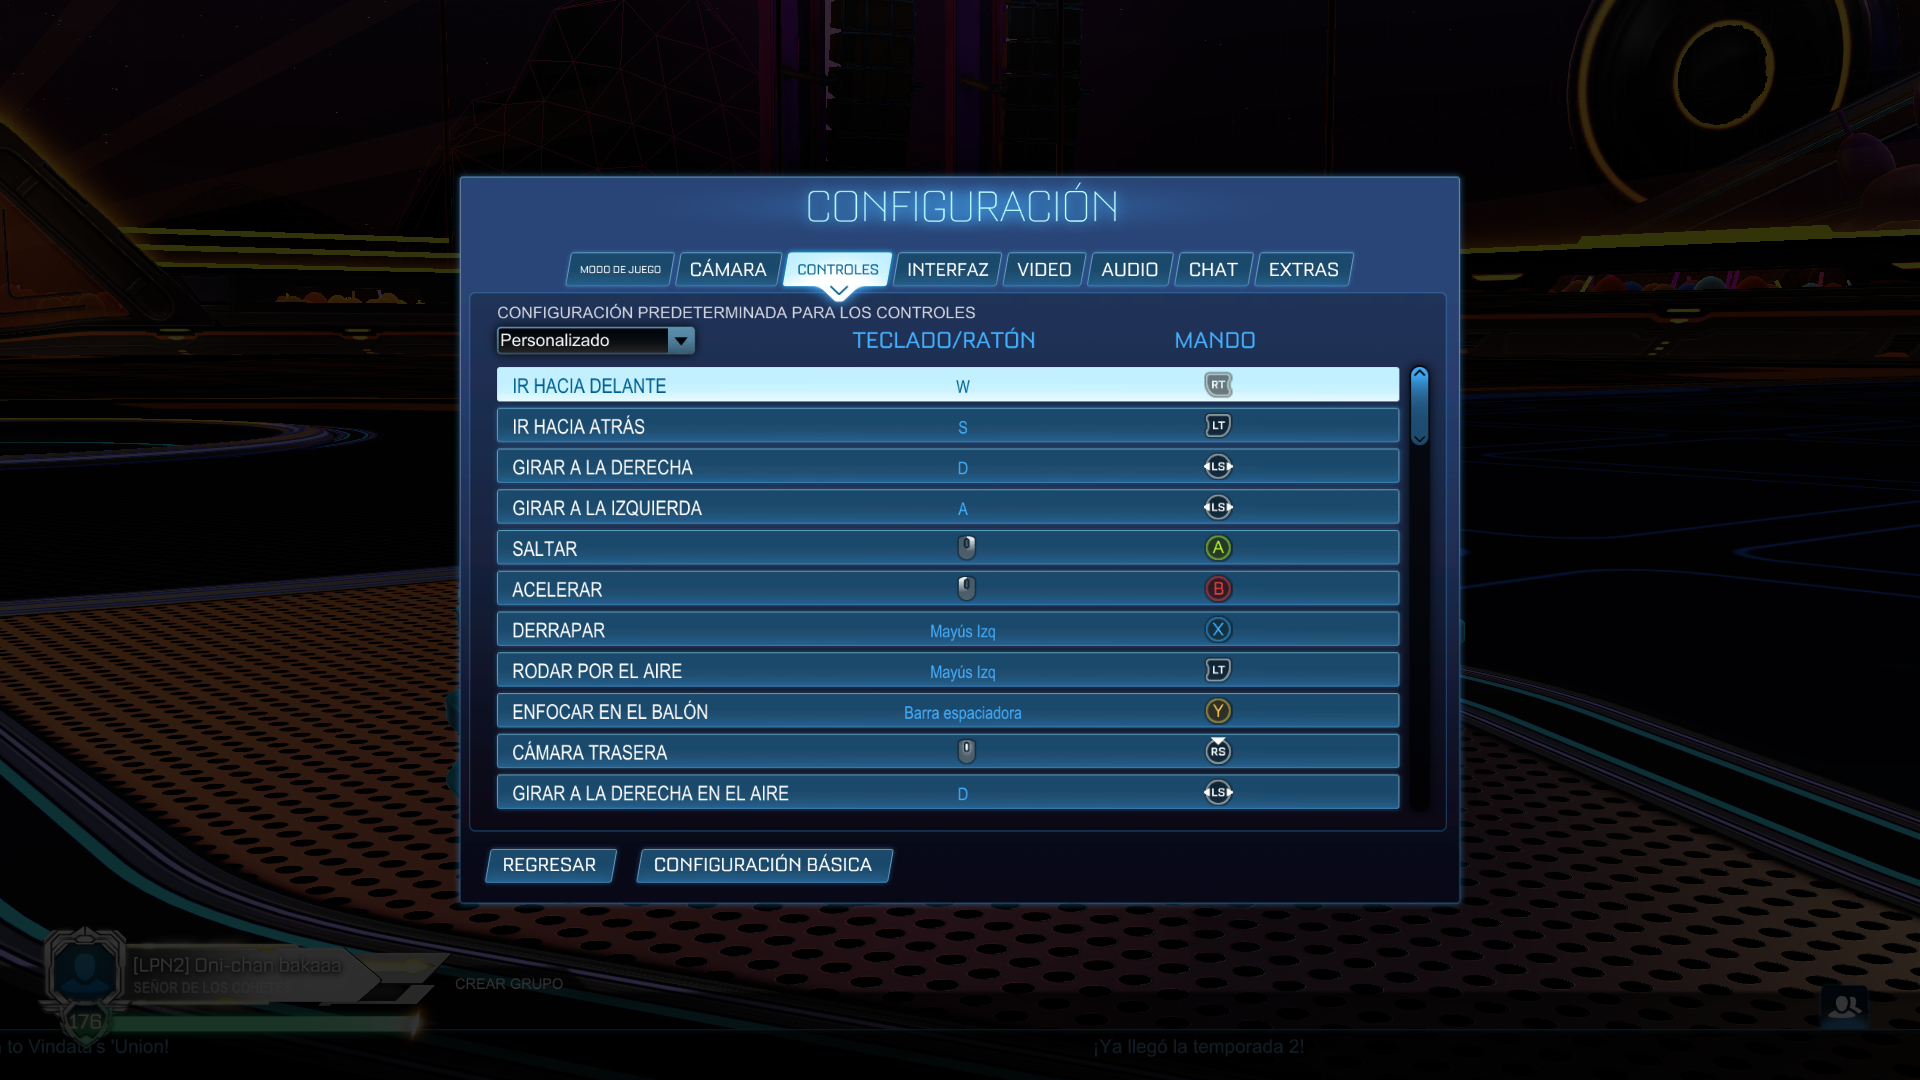 CONFIGURACIÓN
MODO DE JUEGO CÁMARA CONTROLES INTERFAZ VIDEO AUDIO CHAT EXTRAS
CONFIGURACIÓN PREDETERMINADA PARA LOS CONTROLES
Personalizado TECLADO/RATÓN MANDO
IR HACIA DELANTE W RT
IR HACIA ATRÁS S LT
GIRAR A LA DERECHA D LS
GIRAR A LA IZQUIERDA A LS
SALTAR A
ACELERAR B
DERRAPAR Mayús Izq X
RODAR POR EL AIRE Mayús Izq LT
ENFOCAR EN EL BALÓN Barra espaciadora Y
CÁMARA TRASERA RS
GIRAR A LA DERECHA EN EL AIRE D LS
REGRESAR CONFIGURACIÓN BÁSICA
[LPN2] Oni-chan bakaaa
SEÑOR DE LOS COHETES
CREAR GRUPO
176
to Vindata's 'Union!
¡Ya llegó la temporada 2!